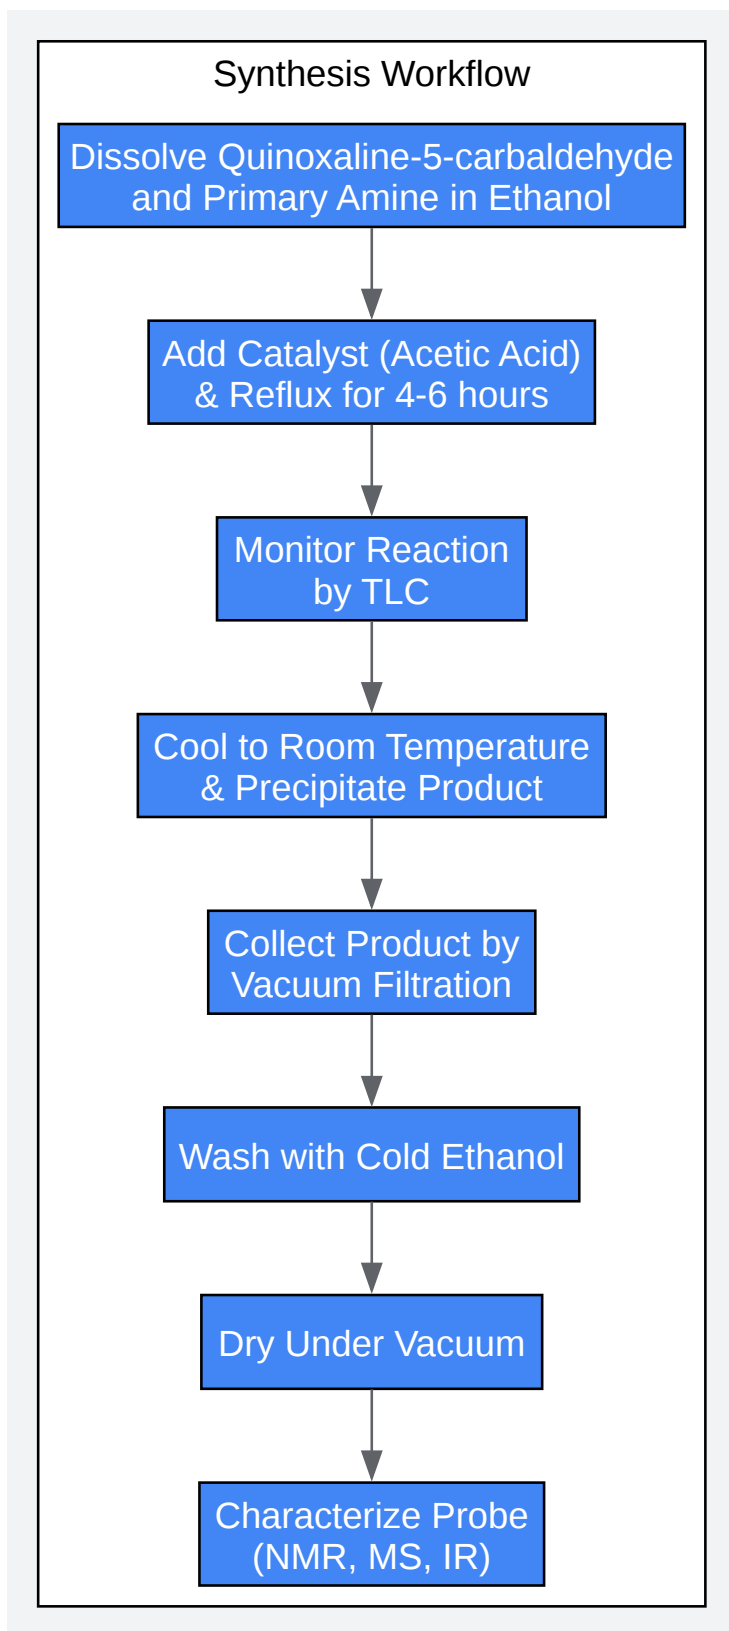 Synthesis Workflow
Dissolve Quinoxaline-5-carbaldehyde
and Primary Amine in Ethanol
Add Catalyst (Acetic Acid)
& Reflux for 4-6 hours
Monitor Reaction
by TLC
Cool to Room Temperature
& Precipitate Product
Collect Product by
Vacuum Filtration
Wash with Cold Ethanol
Dry Under Vacuum
Characterize Probe
(NMR, MS, IR)